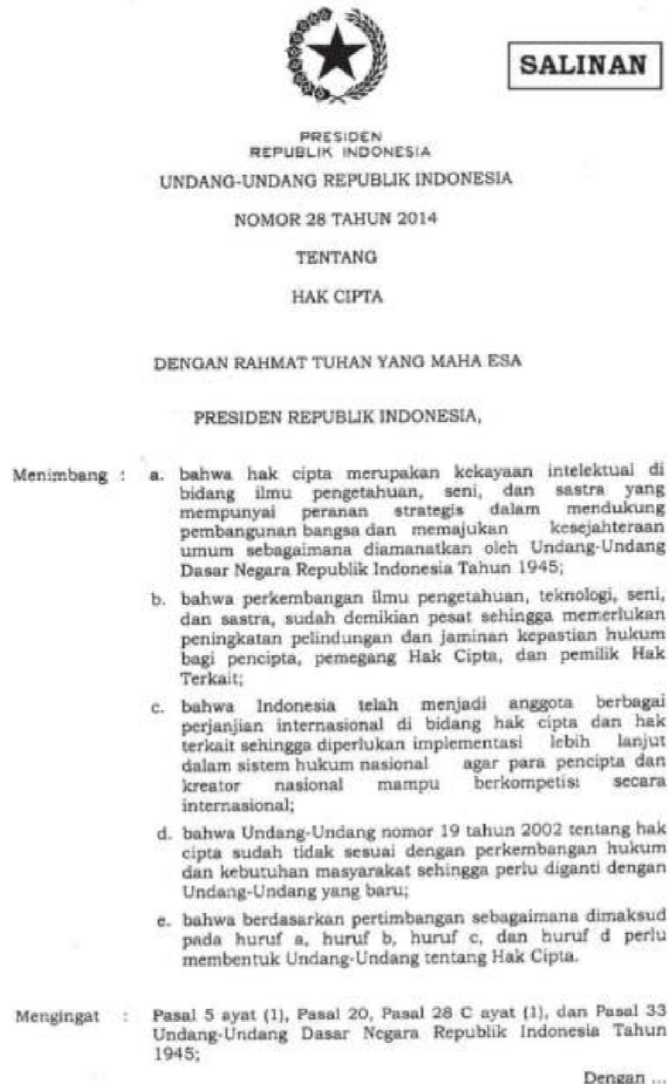 SALINAN
PRESIDEN
REPUBLIK INDONESIA
UNDANG-UNDANG REPUBLIK INDONESIA
NOMOR 28 TAHUN 2014
TENTANG
HAK CIPTA
DENGAN RAHMAT TUHAN YANG MAHA ESA
PRESIDEN REPUBLIK INDONESIA,
Menimbang : a. bahwa hak cipta merupakan kekayaan intelektual di
bidang ilmu pengetahuan, seni, dan sastra yang
mempunyai peranan strategis dalam mendukung
pembangunan bangsa dan memajukan kesejahteraan
umum sebagaimana diamanatkan oleh Undang-Undang
Dasar Negara Republik Indonesia Tahun 1945;
b. bahwa perkembangan ilmu pengetahuan, teknologi, seni,
dan sastra, sudah demikian pesat sehingga memerlukan
peningkatan pelindungan dan jaminan kepastian hukum
bagi pencipta, pemegang Hak Cipta, dan pemilik Hak
Terkait;
c. bahwa Indonesia telah menjadi anggota berbagai
perjanjian internasional di bidang hak cipta dan hak
terkait sehingga diperlukan implementasi lebih lanjut
dalam sistem hukum nasional agar para pencipta dan
kreator nasional mampu berkompetisi secara
internasional;
d. bahwa Undang-Undang nomor 19 tahun 2002 tentang hak
cipta sudah tidak sesuai dengan perkembangan hukum
dan kebutuhan masyarakat sehingga perlu diganti dengan
Undang-Undang yang baru;
e. bahwa berdasarkan pertimbangan sebagaimana dimaksud
pada huruf a, huruf b, huruf c, dan huruf d perlu
membentuk Undang-Undang tentang Hak Cipta.
Mengingat : Pasal 5 ayat (1), Pasal 20, Pasal 28 C ayat (1), dan Pasal 33
Undang-Undang Dasar Negara Republik Indonesia Tahun
1945;
Dengan ...